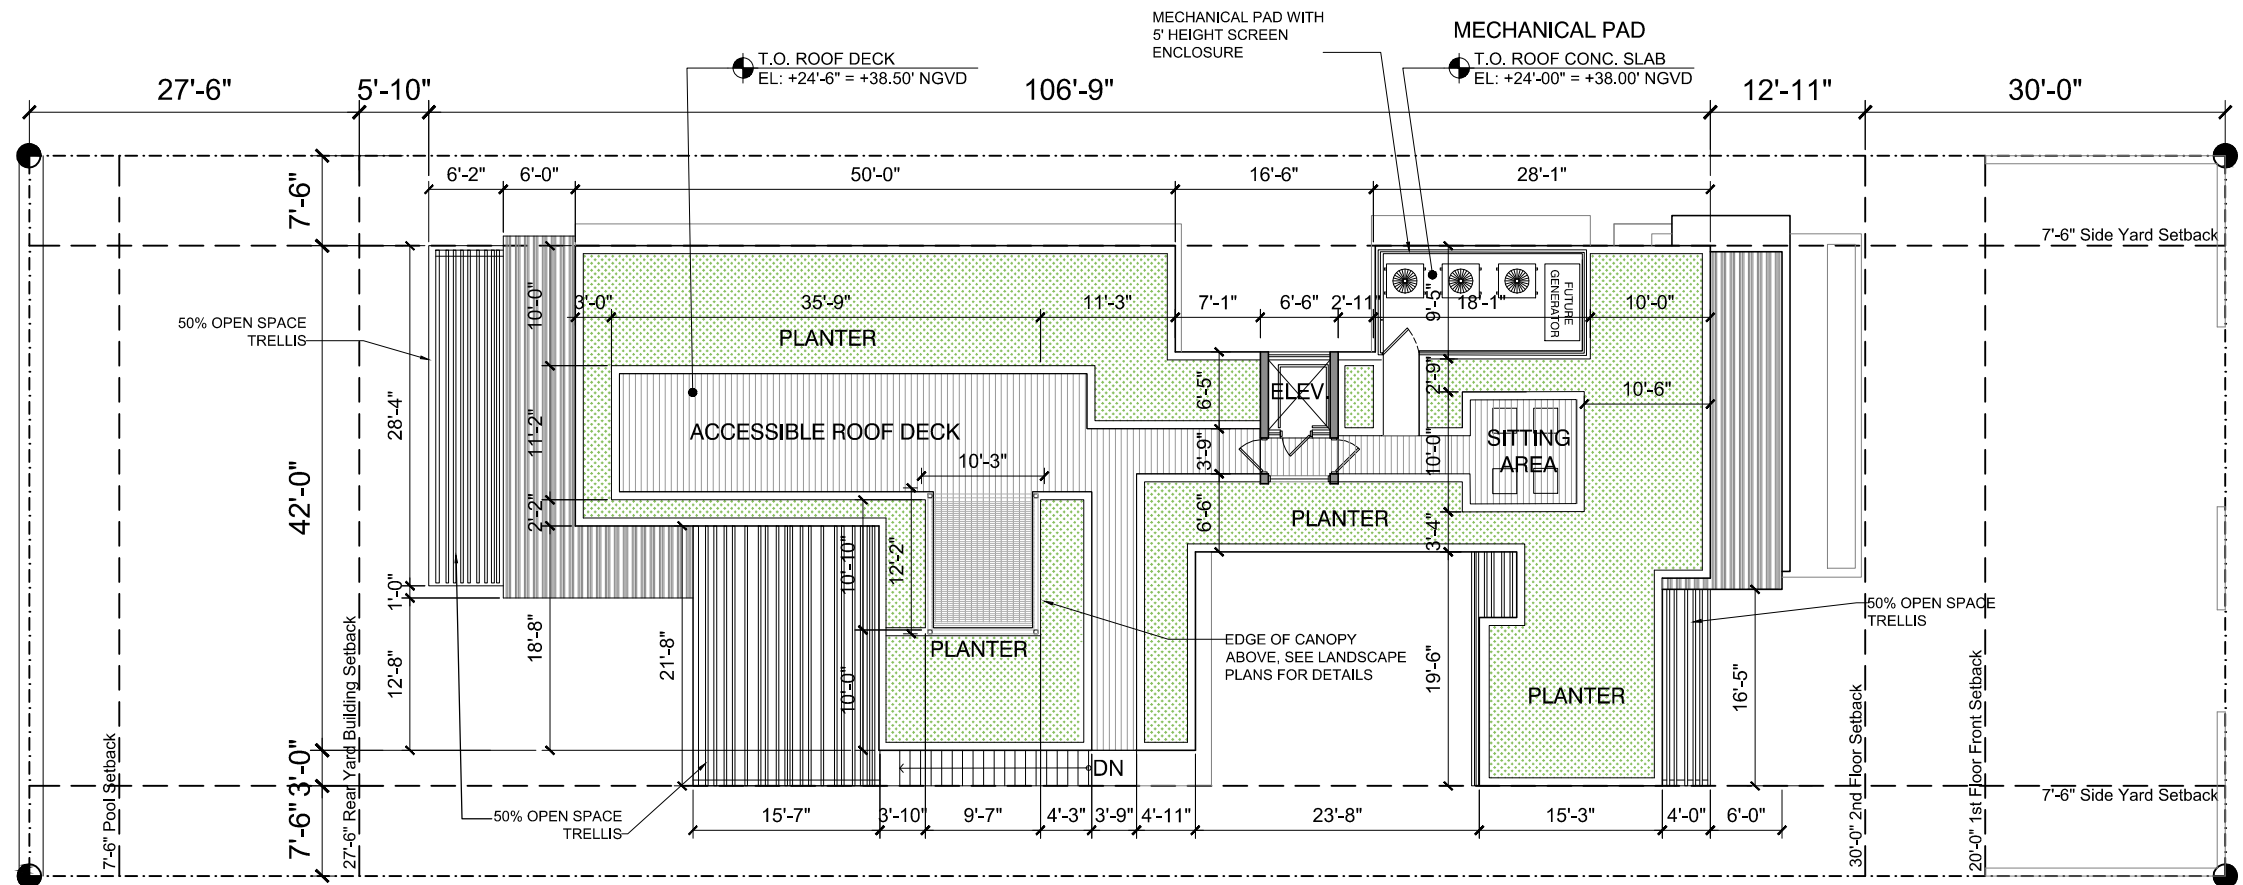 MECHANICAL PAD WITH
5' HEIGHT SCREEN
ENCLOSURE
MECHANICAL PAD
T.O. ROOF DECK
EL: +24'-6" = +38.50' NGVD
T.O. ROOF CONC. SLAB
EL: +24'-00" = +38.00' NGVD
27'-6"
5'-10"
106'-9"
12'-11"
30'-0"
6'-2"
6'-0"
50'-0"
16'-6"
28'-1"
7'-6"
7'-6" Side Yard Setback
50% OPEN SPACE
TRELLIS
10'-0"
3'-0"
35'-9"
11'-3"
7'-1"
6'-6"
2'-11"
9'-5"
18'-1"
10'-0"
FUTURE
GENERATOR
PLANTER
28'-4"
11'-2"
6'-5"
ELEV
2'-9"
10'-6"
ACCESSIBLE ROOF DECK
10'-3"
3'-9"
10'-0"
SITTING
AREA
42'-0"
2'-2"
10'-10"
12'-2"
6'-6"
PLANTER
3'-4"
1'-0"
18'-8"
21'-8"
12'-8"
10'-0"
PLANTER
EDGE OF CANOPY
ABOVE, SEE LANDSCAPE
PLANS FOR DETAILS
19'-6"
PLANTER
16'-5"
50% OPEN SPACE
TRELLIS
DN
3'-0"
7'-6"
7'-6" Pool Setback
27'-6" Rear Yard Building Setback
50% OPEN SPACE
TRELLIS
15'-7"
3'-10"
9'-7"
4'-3"
3'-9"
4'-11"
23'-8"
15'-3"
4'-0"
6'-0"
30'-0" 2nd Floor Setback
20'-0" 1st Floor Front Setback
7'-6" Side Yard Setback